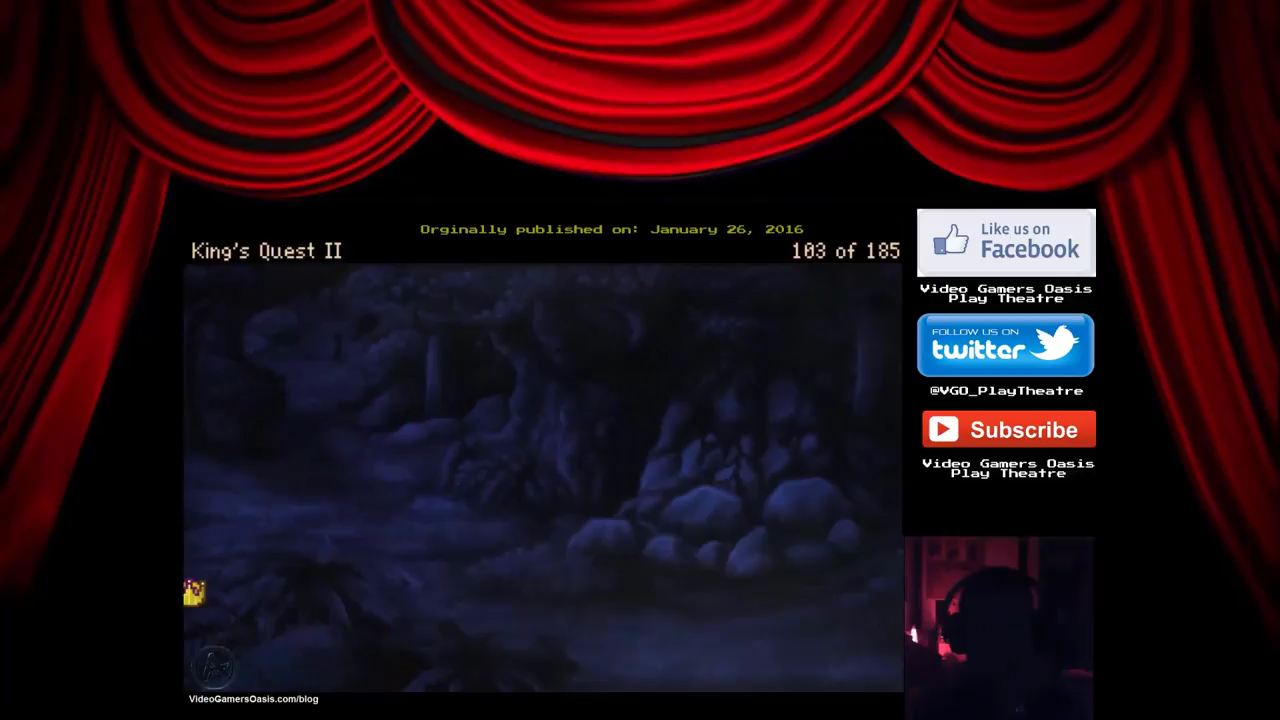 Orginally published on: January 26, 2016
King's Quest II
103 of 185
Like us on
Facebook
Video Gamers Oasis
Play Theatre
FOLLOW US ON
twitter
@VGO_PlayTheatre
Subscribe
Video Gamers Oasis
Play Theatre
VideoGamersOasis.com/blog